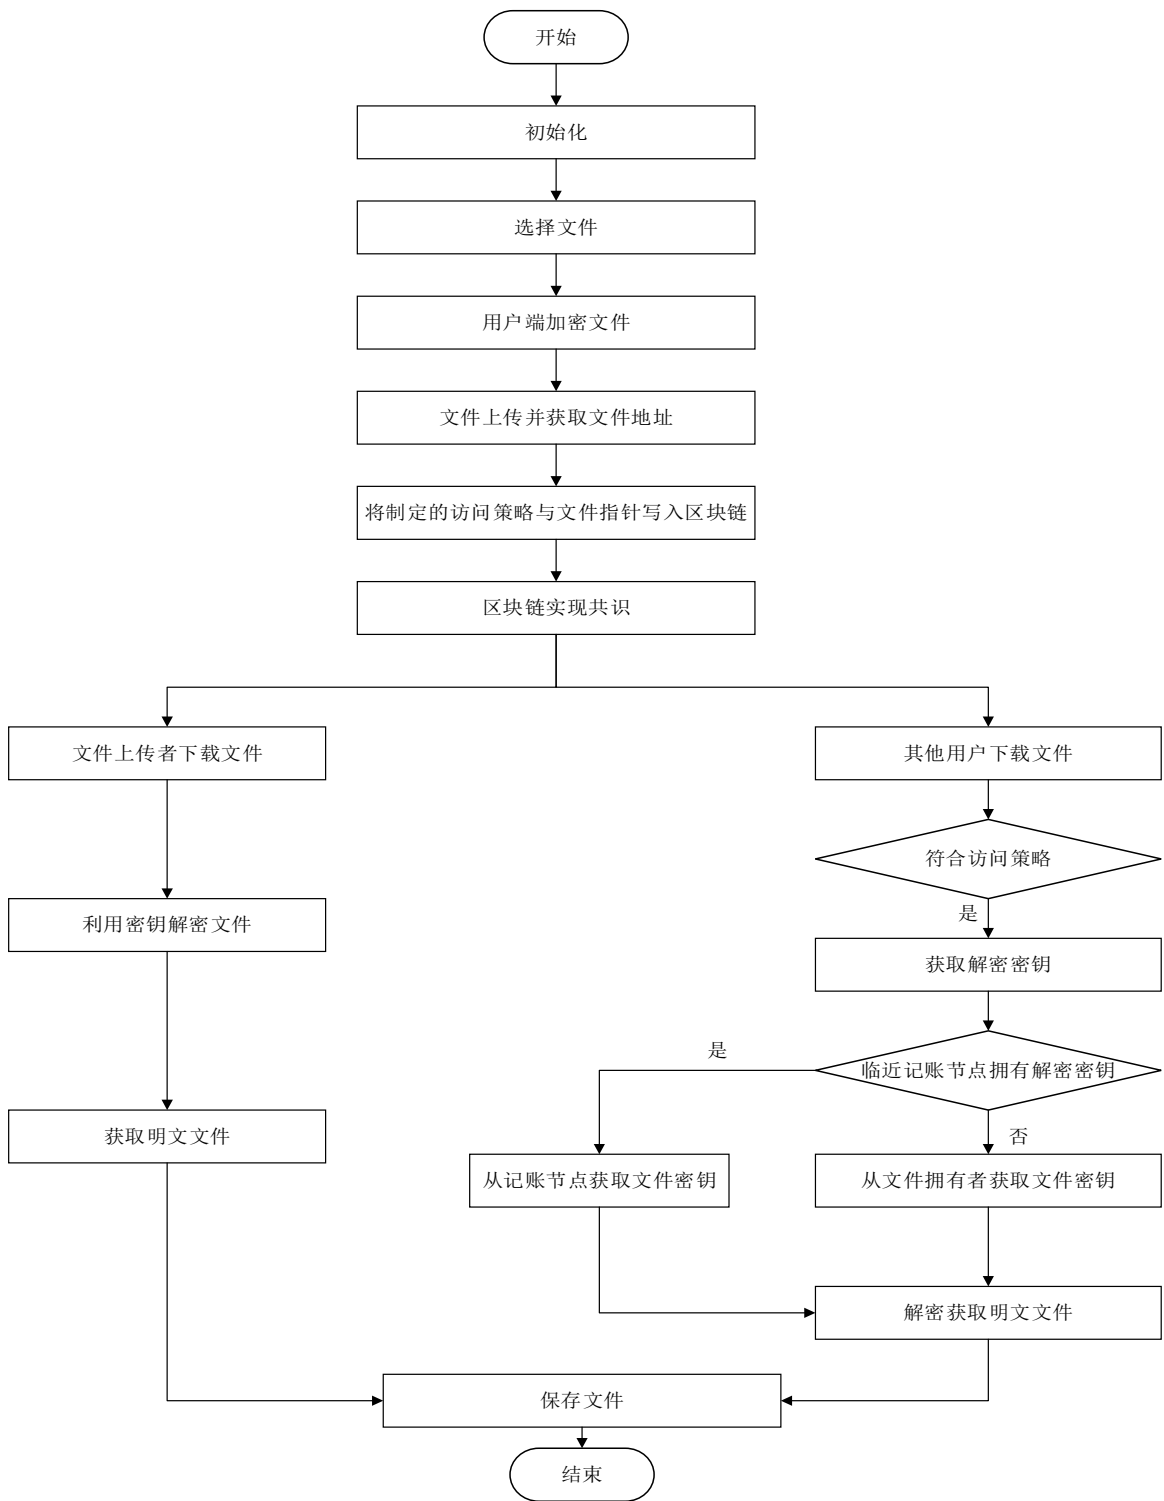 开始
初始化
选择文件
用户端加密文件
文件上传并获取文件地址
将制定的访问策略与文件指针写入区块链
区块链实现共识
文件上传者下载文件
其他用户下载文件
符合访问策略
是
利用密钥解密文件
获取解密密钥
是
临近记账节点拥有解密密钥
否
获取明文文件
从记账节点获取文件密钥
从文件拥有者获取文件密钥
解密获取明文文件
保存文件
结束